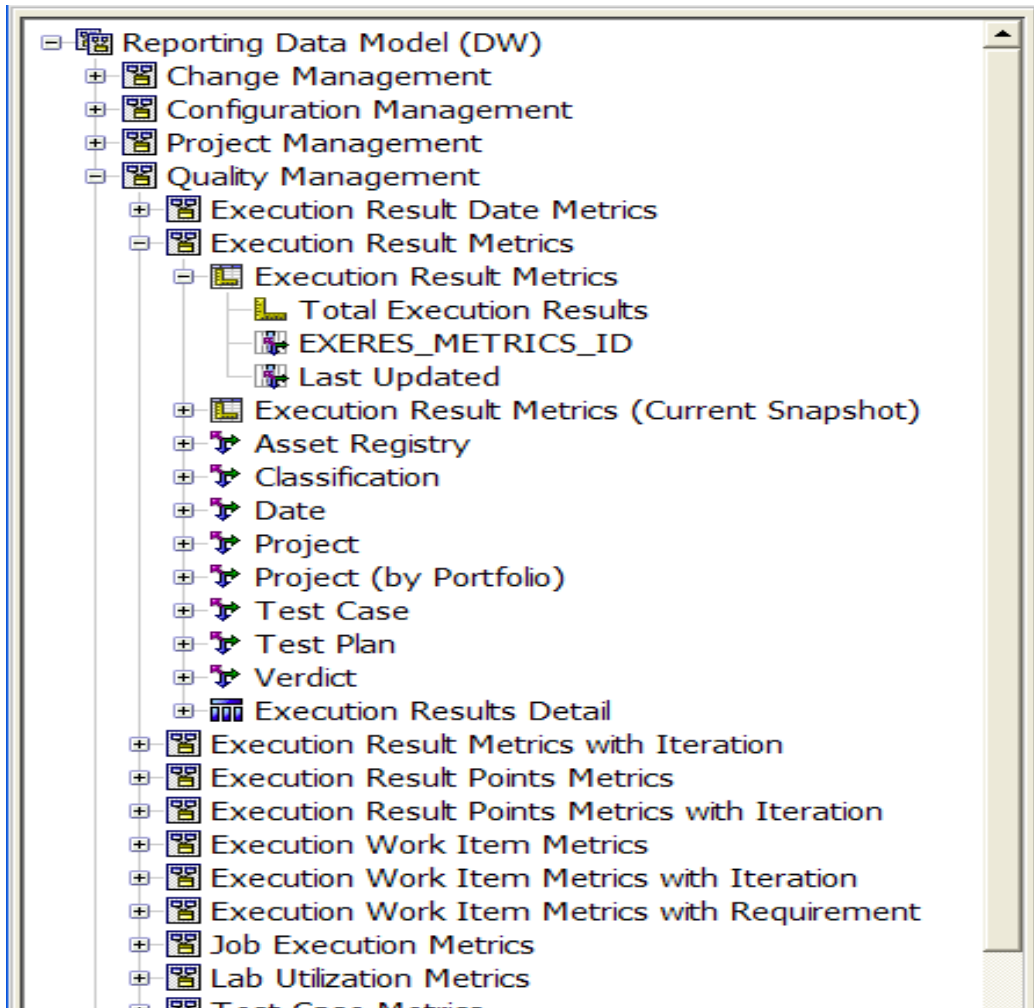 Reporting Data Model (DW)
Change Management
Configuration Management
Project Management
Quality Management
Execution Result Date Metrics
Execution Result Metrics
Execution Result Metrics
Total Execution Results
EXERES_METRICS_ID
Last Updated
Execution Result Metrics (Current Snapshot)
Asset Registry
Classification
Date
Project
Project (by Portfolio)
Test Case
Test Plan
Verdict
Execution Results Detail
Execution Result Metrics with Iteration
Execution Result Points Metrics
Execution Result Points Metrics with Iteration
Execution Work Item Metrics
Execution Work Item Metrics with Iteration
Execution Work Item Metrics with Requirement
Job Execution Metrics
Lab Utilization Metrics
Test Case Metrics